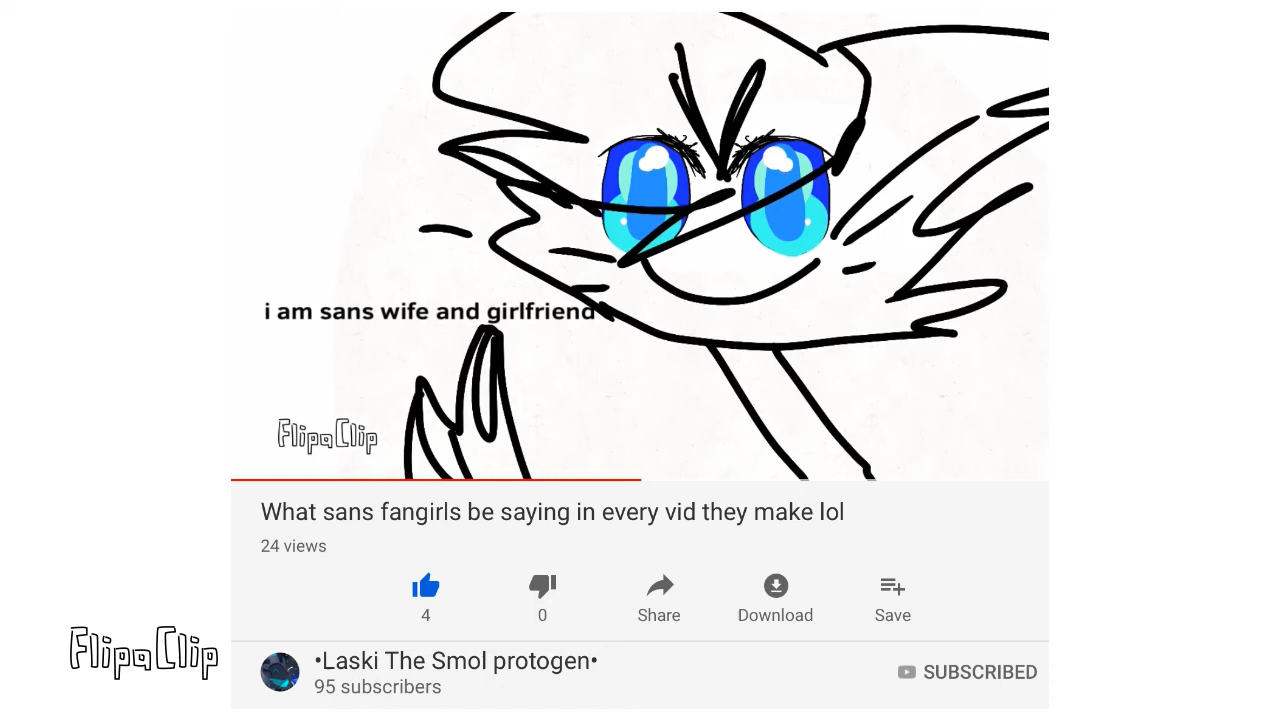 i am sans wife and girlfriend
FlipaClip
What sans fangirls be saying in every vid they make lol
24 views
4
0
Share
Download
Save
FlipaClip
•Laski The Smol protogen•
95 subscribers
SUBSCRIBED